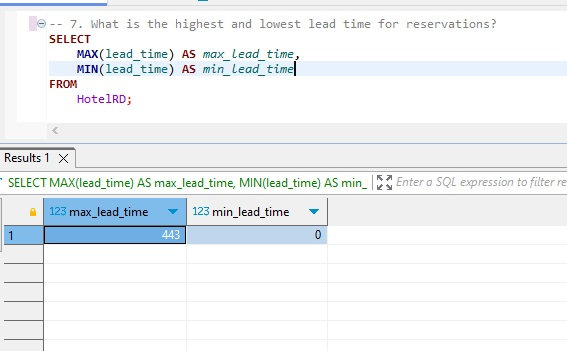 -- 7. What is the highest and lowest lead time for reservations?
SELECT
MAX(lead_time) AS max_lead_time,
MIN(lead_time) AS min_lead_time
FROM
HotelRD;
Results 1
SELECT MAX(lead_time) AS max_lead_time, MIN(lead_time) AS min_
Enter a SQL expression to filter re
123 max_lead_time 123 min_lead_time
1 443 0